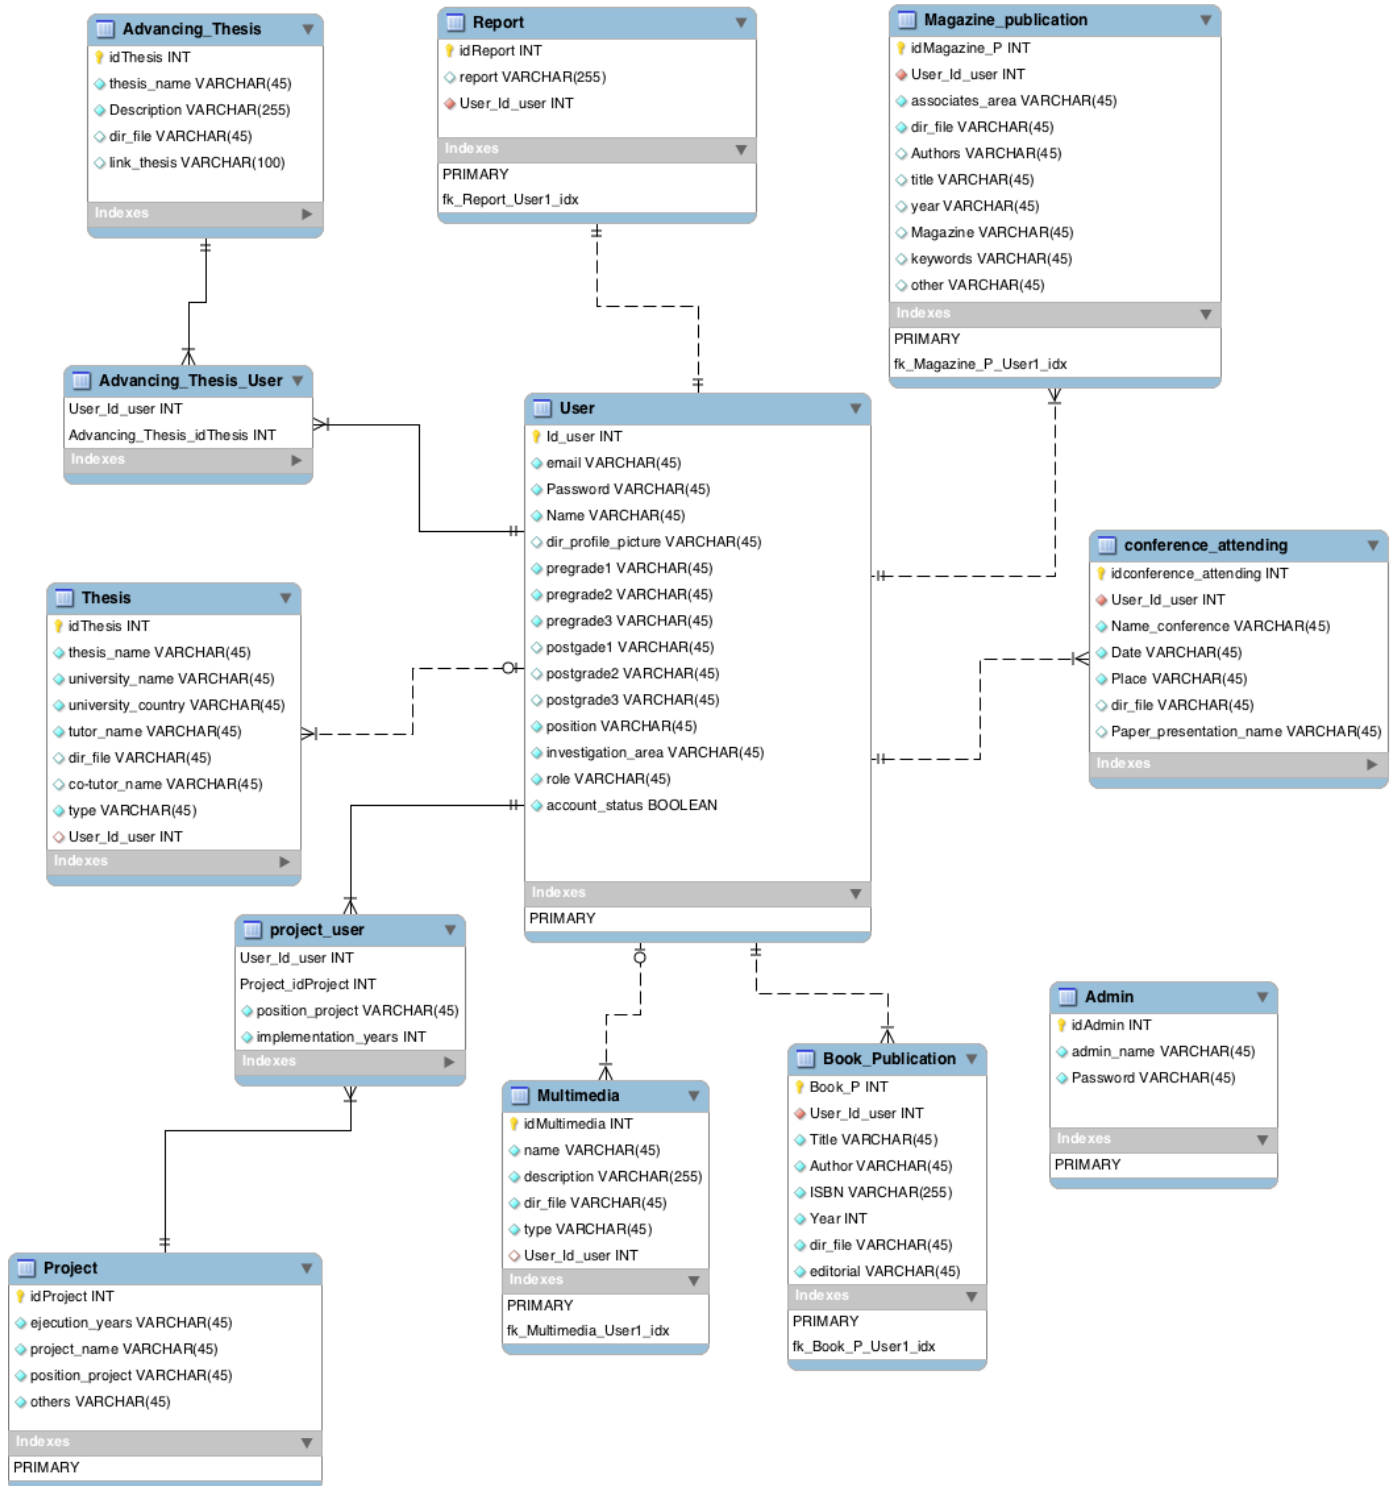 Advancing_Thesis
idThesis INT
thesis_name VARCHAR(45)
Description VARCHAR(255)
dir_file VARCHAR(45)
link_thesis VARCHAR(100)
Indexes
Report
idReport INT
report VARCHAR(255)
User_Id_user INT
Indexes
PRIMARY
fk_Report_User1_idx
Magazine_publication
idMagazine_P INT
User_Id_user INT
associates_area VARCHAR(45)
dir_file VARCHAR(45)
Authors VARCHAR(45)
title VARCHAR(45)
year VARCHAR(45)
Magazine VARCHAR(45)
keywords VARCHAR(45)
other VARCHAR(45)
Indexes
PRIMARY
fk_Magazine_P_User1_idx
Advancing_Thesis_User
User_Id_user INT
Advancing_Thesis_idThesis INT
Indexes
User
Id_user INT
email VARCHAR(45)
Password VARCHAR(45)
Name VARCHAR(45)
dir_profile_picture VARCHAR(45)
pregrade1 VARCHAR(45)
pregrade2 VARCHAR(45)
pregrade3 VARCHAR(45)
postgade1 VARCHAR(45)
postgrade2 VARCHAR(45)
postgrade3 VARCHAR(45)
position VARCHAR(45)
investigation_area VARCHAR(45)
role VARCHAR(45)
account_status BOOLEAN
Indexes
PRIMARY
conference_attending
idconference_attending INT
User_Id_user INT
Name_conference VARCHAR(45)
Date VARCHAR(45)
Place VARCHAR(45)
dir_file VARCHAR(45)
Paper_presentation_name VARCHAR(45)
Indexes
Thesis
idThesis INT
thesis_name VARCHAR(45)
university_name VARCHAR(45)
university_country VARCHAR(45)
tutor_name VARCHAR(45)
dir_file VARCHAR(45)
co-tutor_name VARCHAR(45)
type VARCHAR(45)
User_Id_user INT
Indexes
project_user
User_Id_user INT
Project_idProject INT
position_project VARCHAR(45)
implementation_years INT
Indexes
Multimedia
idMultimedia INT
name VARCHAR(45)
description VARCHAR(255)
dir_file VARCHAR(45)
type VARCHAR(45)
User_Id_user INT
Indexes
PRIMARY
fk_Multimedia_User1_idx
Book_Publication
Book_P INT
User_Id_user INT
Title VARCHAR(45)
Author VARCHAR(45)
ISBN VARCHAR(255)
Year INT
dir_file VARCHAR(45)
editorial VARCHAR(45)
Indexes
PRIMARY
fk_Book_P_User1_idx
Admin
idAdmin INT
admin_name VARCHAR(45)
Password VARCHAR(45)
Indexes
PRIMARY
Project
idProject INT
ejecution_years VARCHAR(45)
project_name VARCHAR(45)
position_project VARCHAR(45)
others VARCHAR(45)
Indexes
PRIMARY